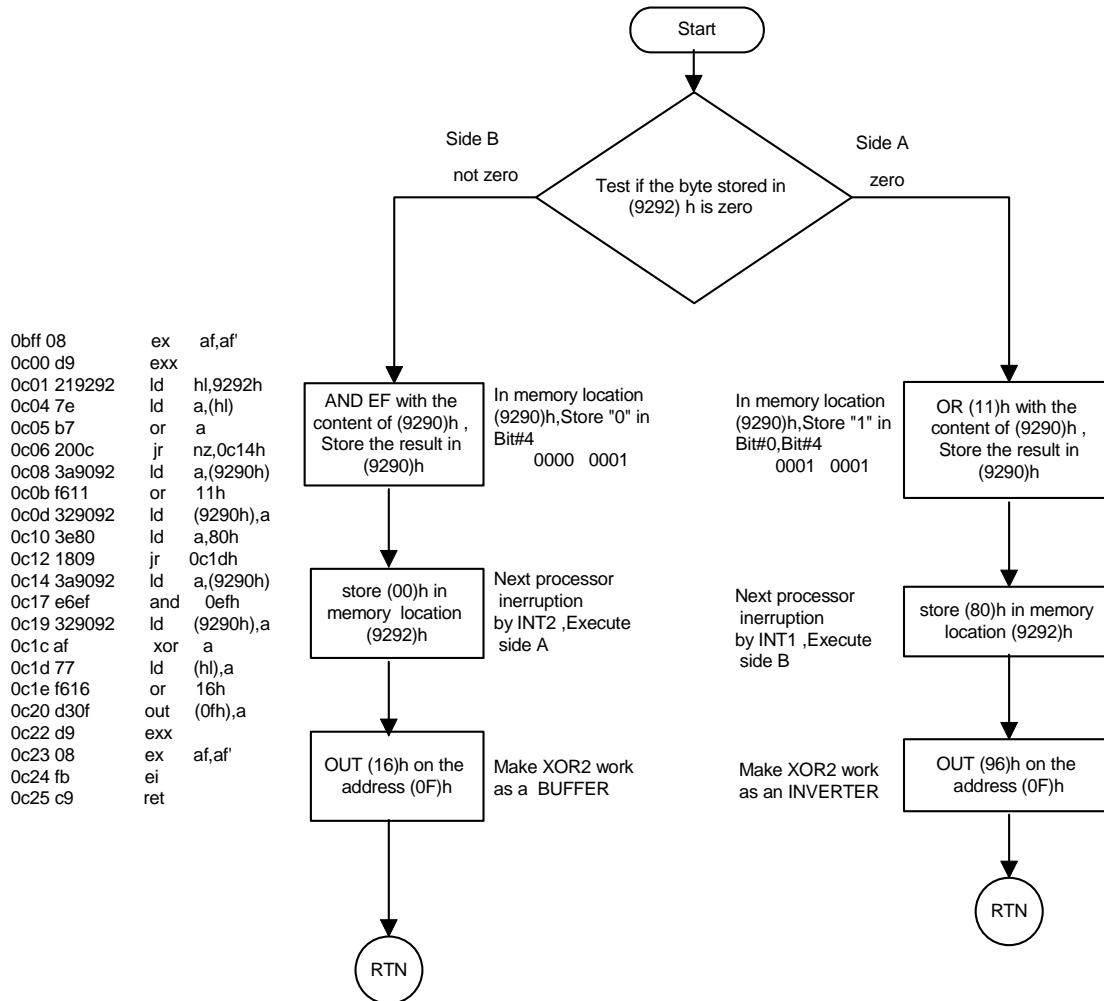 Start
Side B
not zero
Side A
zero
Test if the byte stored in
(9292) h is zero
0bff 08 ex af,af'
0c00 d9 exx
0c01 219292 ld hl,9292h
0c04 7e ld a,(hl)
0c05 b7 or a
0c06 200c jr nz,0c14h
0c08 3a9092 ld a,(9290h)
0c0b f611 or 11h
0c0d 329092 ld (9290h),a
0c10 3e80 ld a,80h
0c12 1809 jr 0c1dh
0c14 3a9092 ld a,(9290h)
0c17 e6ef and 0efh
0c19 329092 ld (9290h),a
0c1c af xor a
0c1d 77 ld (hl),a
0c1e f616 or 16h
0c20 d30f out (0fh),a
0c22 d9 exx
0c23 08 ex af,af'
0c24 fb ei
0c25 c9 ret
AND EF with the
content of (9290)h ,
Store the result in
(9290)h
In memory location
(9290)h,Store "0" in
Bit#4
0000 0001
store (00)h in
memory location
(9292)h
Next processor
inerruption
by INT2 ,Execute
side A
OUT (16)h on the
address (0F)h
Make XOR2 work
as a BUFFER
RTN
In memory location
(9290)h,Store "1" in
Bit#0,Bit#4
0001 0001
OR (11)h with the
content of (9290)h ,
Store the result in
(9290)h
Next processor
inerruption
by INT1 ,Execute
side B
store (80)h in memory
location (9292)h
Make XOR2 work
as an INVERTER
OUT (96)h on the
address (0F)h
RTN